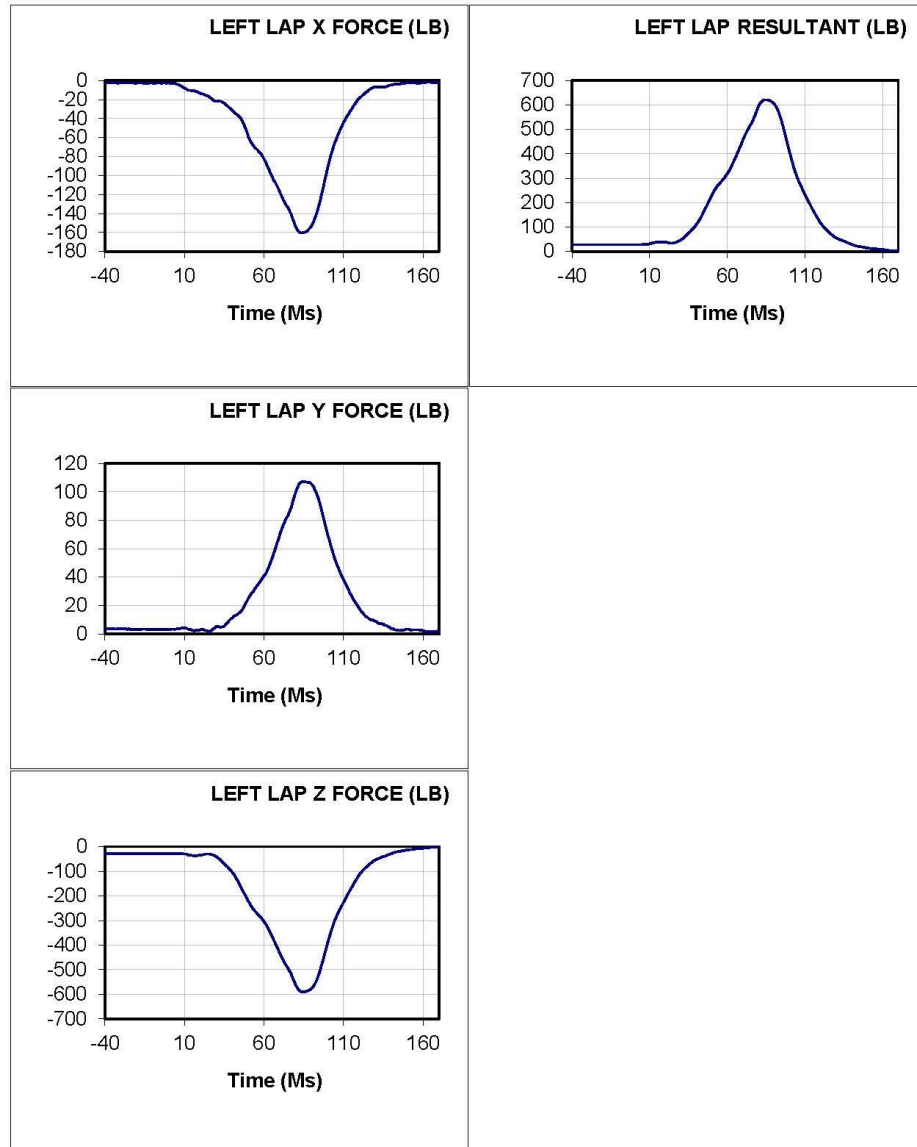 LEFT LAP X FORCE (LB)
0
-20
-40
-60
-80
-100
-120
-140
-160
-180
-40 10 60 110 160
Time (Ms)
LEFT LAP RESULTANT (LB)
700
600
500
400
300
200
100
0
-40 10 60 110 160
Time (Ms)
LEFT LAP Y FORCE (LB)
120
100
80
60
40
20
0
-40 10 60 110 160
Time (Ms)
LEFT LAP Z FORCE (LB)
0
-100
-200
-300
-400
-500
-600
-700
-40 10 60 110 160
Time (Ms)